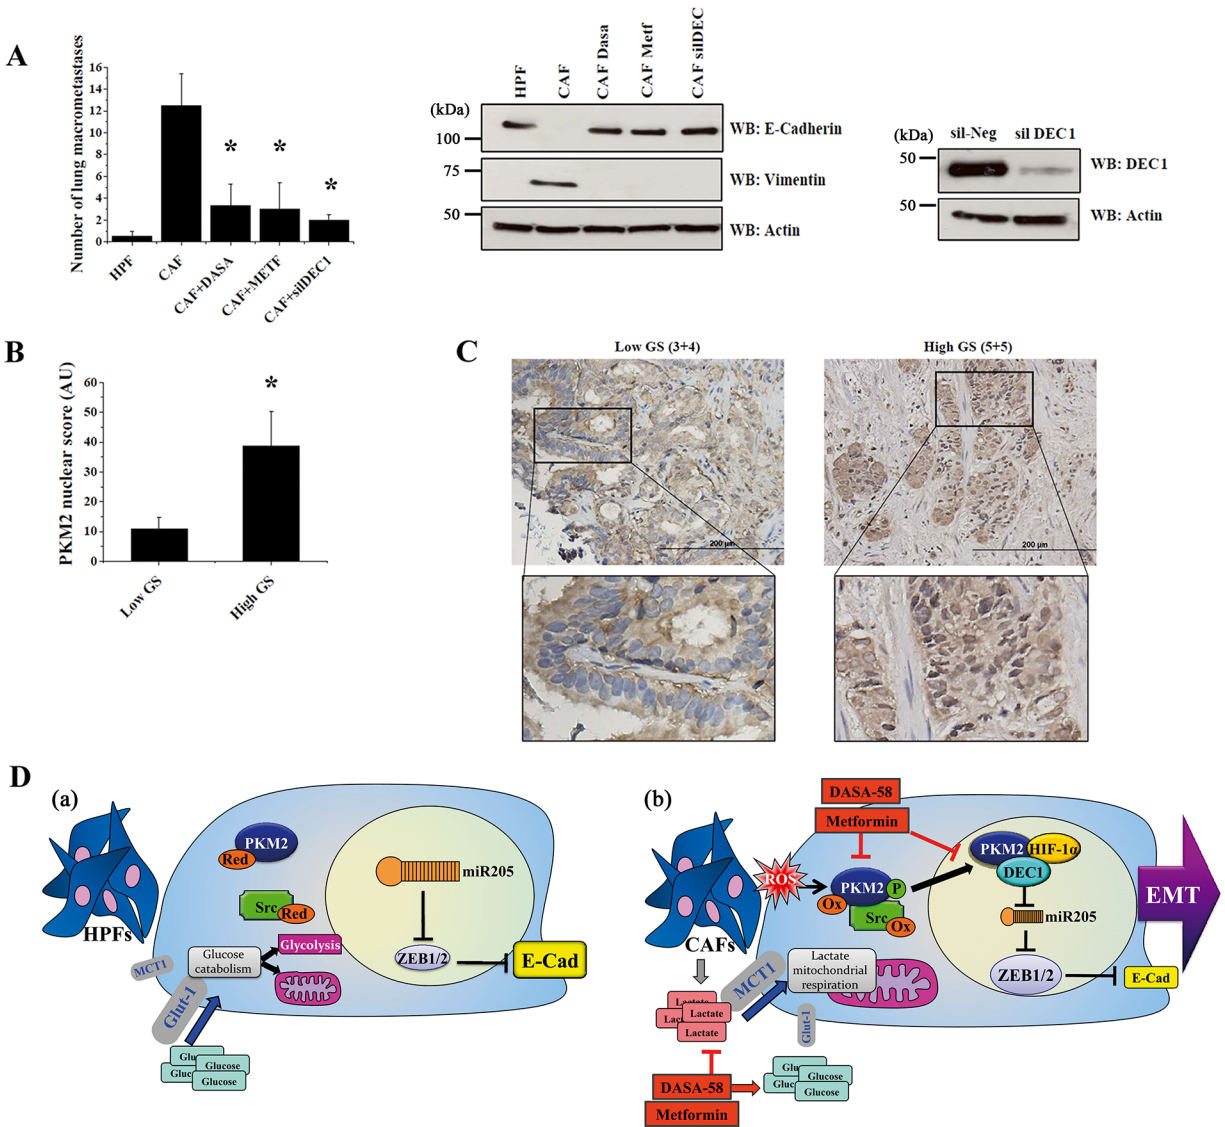 A
Number of lung macrometastases
16
14
12
10
8
6
4
2
0
*
*
*
HPF
CAF
CAF+DASA
CAF+METF
CAF+silDEC1
HPF
CAF
CAF Dasa
CAF Metf
CAF silDEC
(kDa)
100
75
50
WB: E-Cadherin
WB: Vimentin
WB: Actin
sil-Neg
sil DEC1
(kDa)
50
50
WB: DEC1
WB: Actin
B
PKM2 nuclear score (AU)
60
50
40
30
20
10
0
*
Low GS
High GS
C
Low GS (3+4)
High GS (5+5)
200 µm
200 µm
D
(a)
HPFs
PKM2
Red
Src
Red
Glucose
catabolism
Glycolysis
MCT1
Glut-1
Glu
Gluc
Glucose
Glucose
miR205
ZEB1/2
E-Cad
(b)
CAFs
DASA-58
Metformin
ROS
PKM2
P
Ox
Src
Ox
PKM2
HIF-1α
DEC1
miR205
ZEB1/2
E-Cad
EMT
MCT1
Lactate
mitochondrial
respiration
Glut-1
Lactate
Lac
Lactate
Lactate
DASA-58
Metformin
Glu
Gluc
Glucose
Glucose